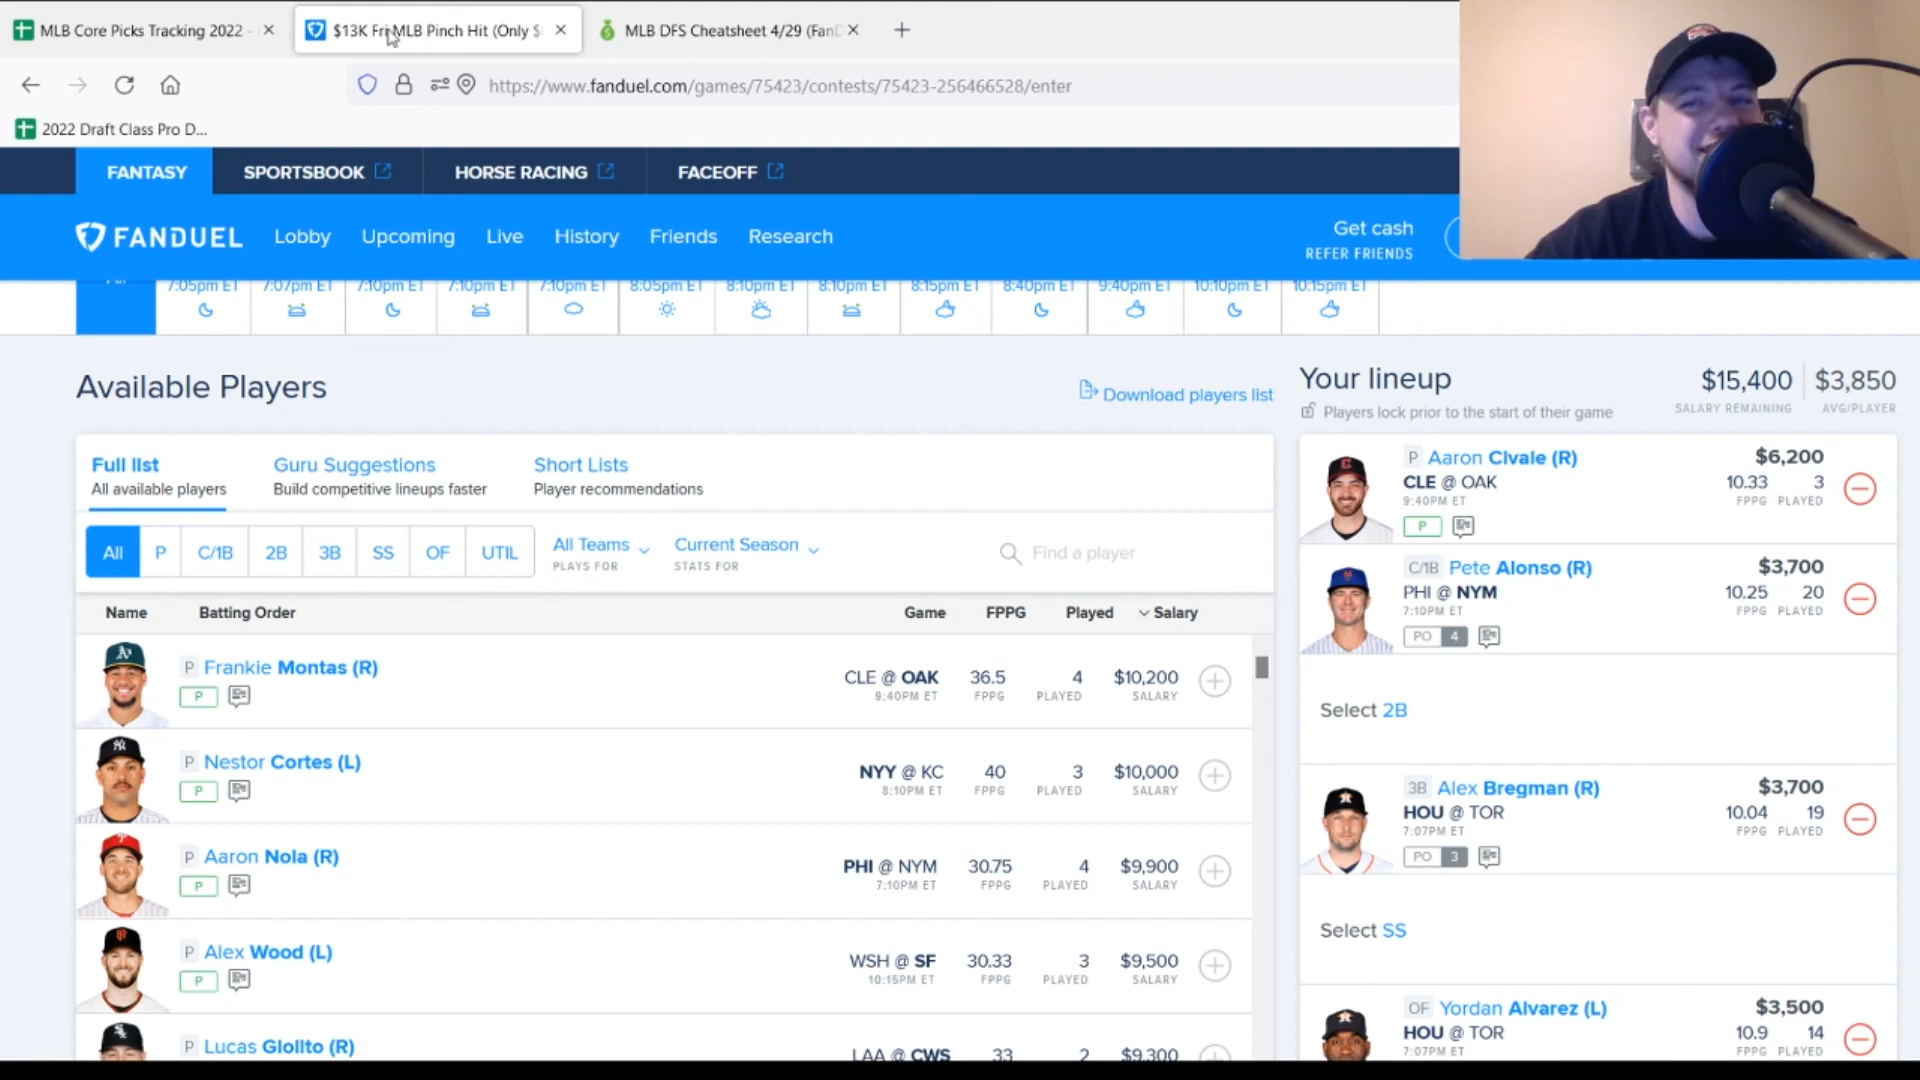 MLB Core Picks Tracking 2022 -
$13K Fri MLB Pinch Hit (Only $
MLB DFS Cheatsheet 4/29 (FanD
https://www.fanduel.com/games/75423/contests/75423-256466528/enter
2022 Draft Class Pro D...
FANTASY SPORTSBOOK HORSE RACING FACEOFF
FANDUEL Lobby Upcoming Live History Friends Research
Get cash
REFER FRIENDS
All 7:05pm ET 7:07pm ET 7:10pm ET 7:10pm ET 7:10pm ET 8:05pm ET 8:10pm ET 8:10pm ET 8:15pm ET 8:40pm ET 9:40pm ET 10:10pm ET 10:15pm ET
Available Players
Download players list
Full list
All available players
Guru Suggestions
Build competitive lineups faster
Short Lists
Player recommendations
All P C/1B 2B 3B SS OF UTIL
All Teams
PLAYS FOR
Current Season
STATS FOR
Find a player
Name Batting Order Game FPPG Played Salary
P Frankie Montas (R)
P
CLE @ OAK 36.5 4 $10,200
9:40PM ET FPPG PLAYED SALARY
P Nestor Cortes (L)
P
NYY @ KC 40 3 $10,000
8:10PM ET FPPG PLAYED SALARY
P Aaron Nola (R)
P
PHI @ NYM 30.75 4 $9,900
7:10PM ET FPPG PLAYED SALARY
P Alex Wood (L)
P
WSH @ SF 30.33 3 $9,500
10:15PM ET FPPG PLAYED SALARY
P Lucas Giolito (R)
LAA @ CWS 33 2 $9,300
Your lineup
Players lock prior to the start of their game
$15,400 $3,850
SALARY REMAINING AVG/PLAYER
P Aaron Civale (R) $6,200
CLE @ OAK 10.33 3
9:40PM ET FPPG PLAYED
P
C/1B Pete Alonso (R) $3,700
PHI @ NYM 10.25 20
7:10PM ET FPPG PLAYED
PO 4
Select 2B
3B Alex Bregman (R) $3,700
HOU @ TOR 10.04 19
7:07PM ET FPPG PLAYED
PO 3
Select SS
OF Yordan Alvarez (L) $3,500
HOU @ TOR 10.9 14
7:07PM ET FPPG PLAYED